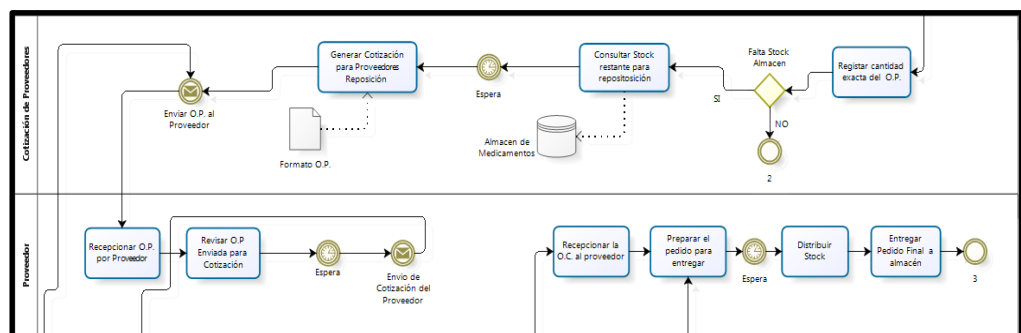 Cotización de Proveedores
Generar Cotización
para Proveedores
Reposición
Consultar Stock
restante para
repositosición
Falta Stock
Almacen
Registar cantidad
exacta del O.P.
Espera
SI
Enviar O.P. al
Proveedor
NO
Almacen de
Medicamentos
Formato O.P.
2
Proveedor
Recepcionar O.P.
por Proveedor
Revisar O.P
Enviada para
Cotización
Espera
Envio de
Cotización del
Proveedor
Recepcionar la
O.C. al proveedor
Preparar el
pedido para
entregar
Espera
Distribuir
Stock
Entregar
Pedido Final a
almacén
3